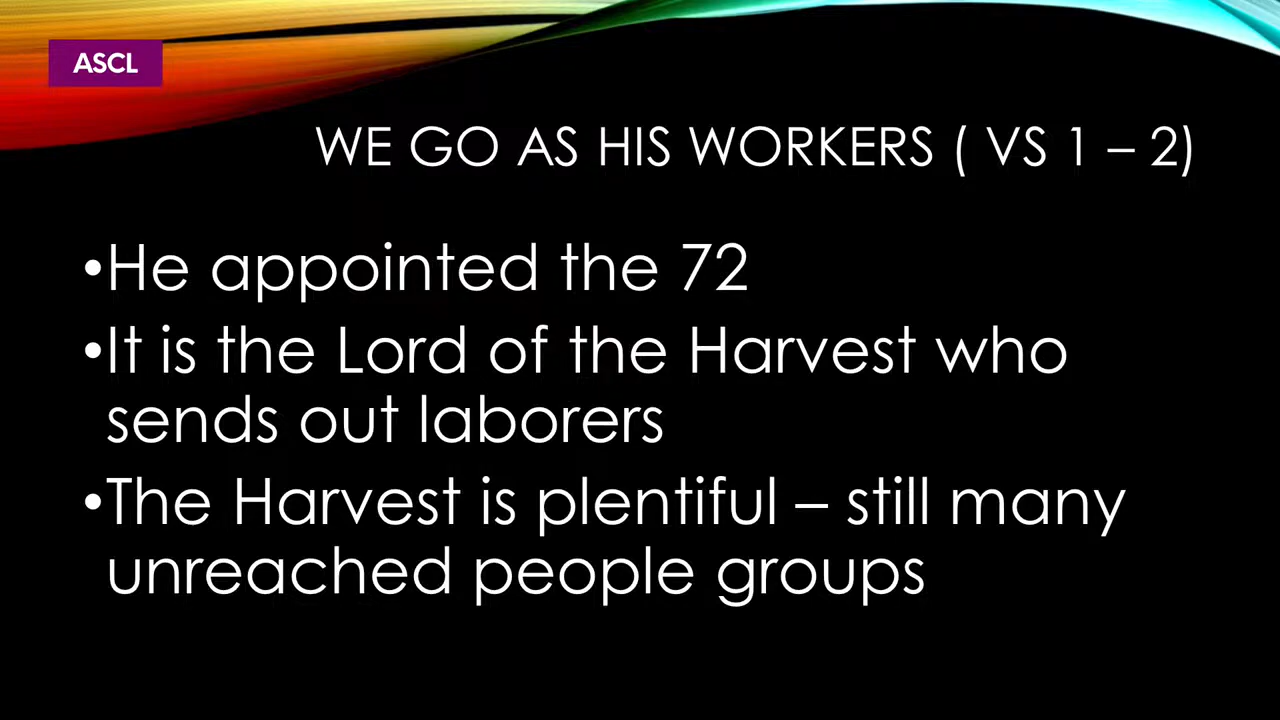 ASCL
WE GO AS HIS WORKERS ( VS 1 – 2)
•He appointed the 72
•It is the Lord of the Harvest who
sends out laborers
•The Harvest is plentiful – still many
unreached people groups